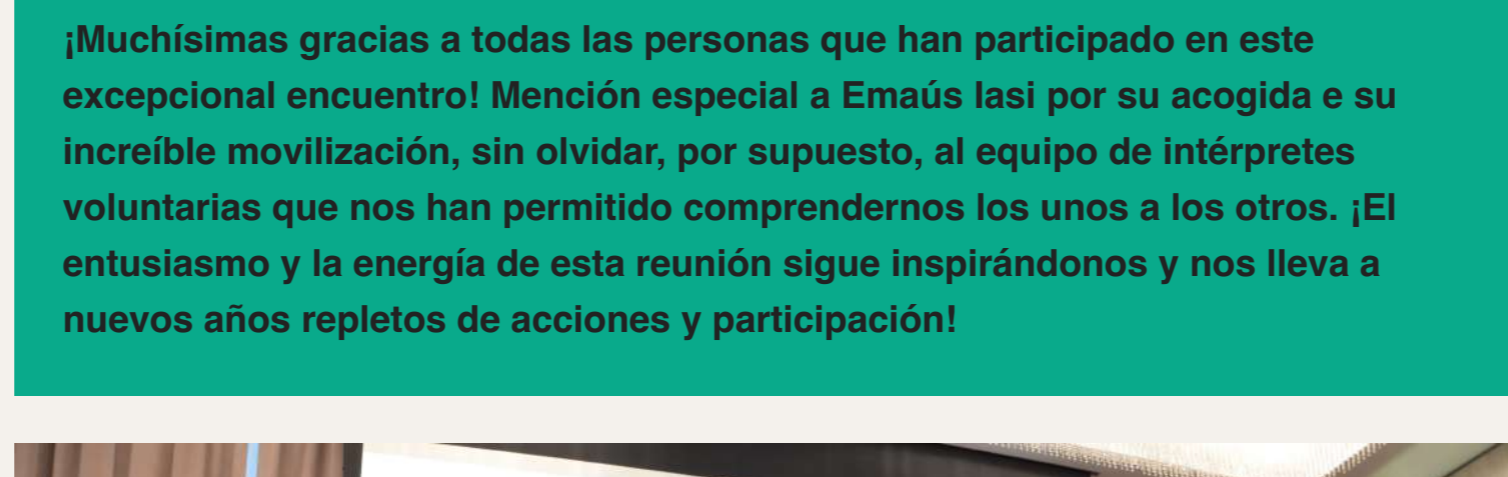 ¡Muchísimas gracias a todas las personas que han participado en este
excepcional encuentro! Mención especial a Emaús Iasi por su acogida e su
increíble movilización, sin olvidar, por supuesto, al equipo de intérpretes
voluntarias que nos han permitido comprendernos los unos a los otros. ¡El
entusiasmo y la energía de esta reunión sigue inspirándonos y nos lleva a
nuevos años repletos de acciones y participación!